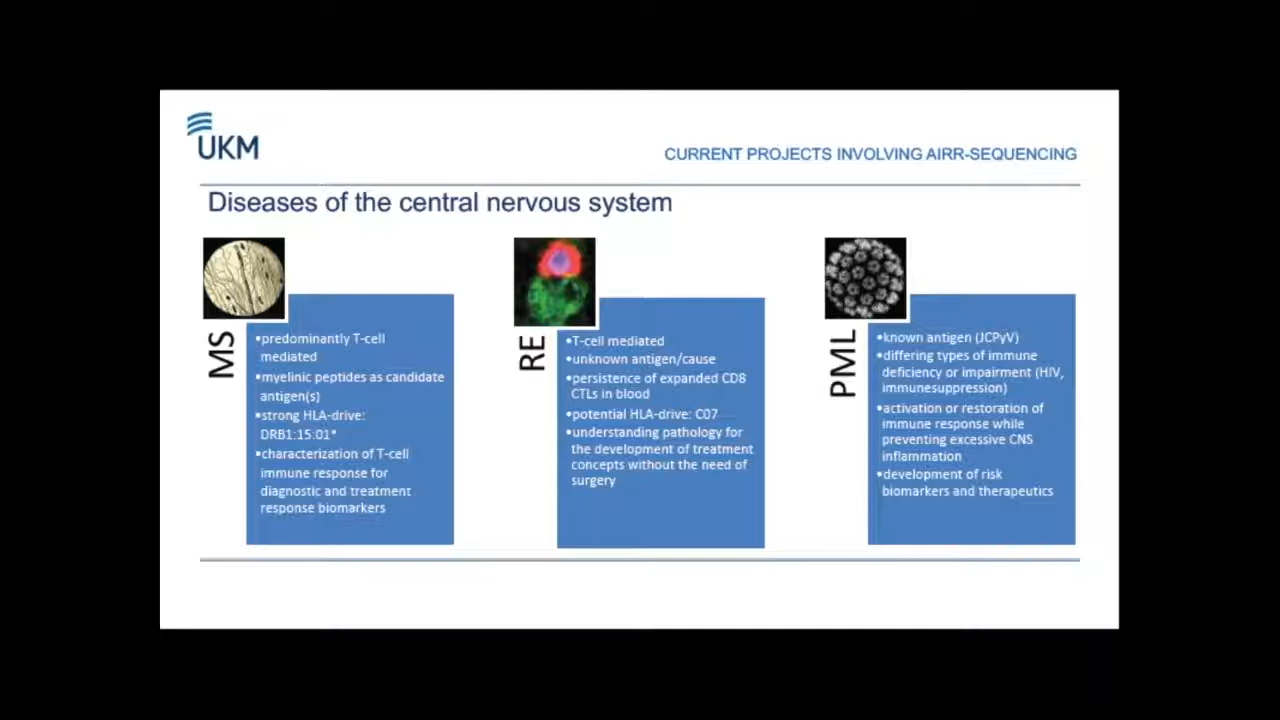 UKM
CURRENT PROJECTS INVOLVING AIRR-SEQUENCING
Diseases of the central nervous system
MS
•predominantly T-cell
mediated
•myelinic peptides as candidate
antigen(s)
•strong HLA-drive:
DRB1:15:01*
•characterization of T-cell
immune response for
diagnostic and treatment
response biomarkers
RE
•T-cell mediated
•unknown antigen/cause
•persistence of expanded CD8
CTLs in blood
•potential HLA-drive: C07
•understanding pathology for
the development of treatment
concepts without the need of
surgery
PML
•known antigen (JCPyV)
•differing types of immune
deficiency or impairment (HIV,
immunesuppression)
•activation or restoration of
immune response while
preventing excessive CNS
inflammation
•development of risk
biomarkers and therapeutics